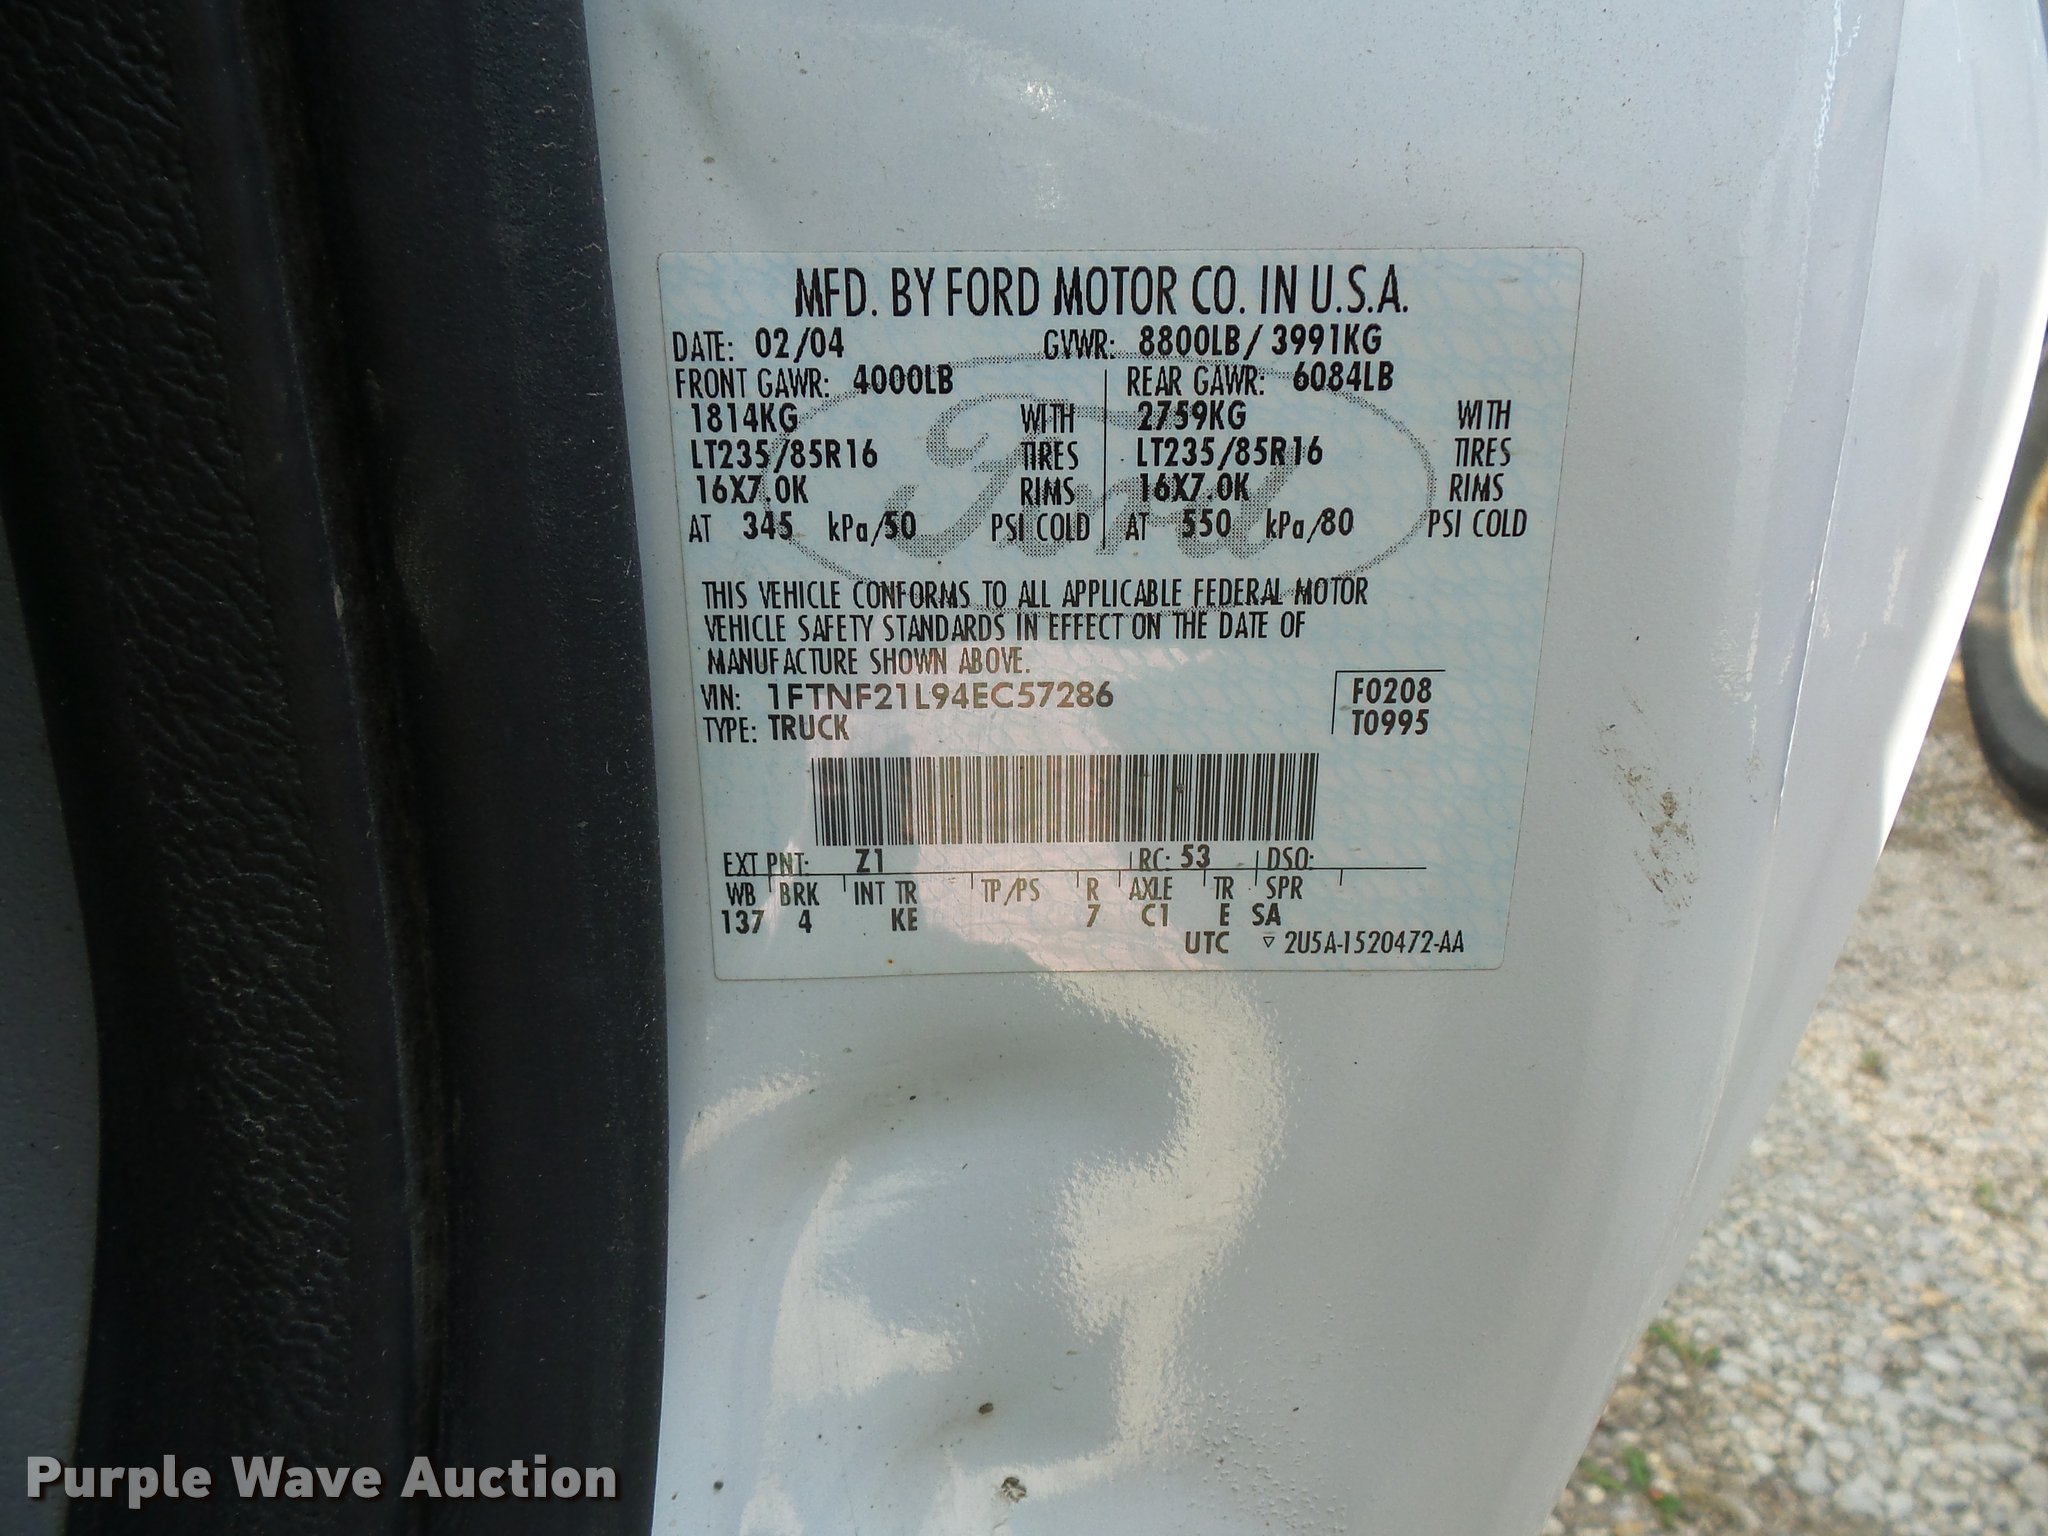 MFD. BY FORD MOTOR CO. IN U.S.A.
DATE: 02/04 GVWR: 8800LB/ 3991KG
FRONT GAWR: 4000LB REAR GAWR: 6084LB
1814KG WITH 2759KG WITH
LT235/85R16 TIRES LT235/85R16 TIRES
16X7.0K RIMS 16X7.0K RIMS
AT 345 kPa/50 PSI COLD AT 550 kPa/80 PSI COLD
Ford
THIS VEHICLE CONFORMS TO ALL APPLICABLE FEDERAL MOTOR
VEHICLE SAFETY STANDARDS IN EFFECT ON THE DATE OF
MANUFACTURE SHOWN ABOVE.
VIN: 1FTNF21L94EC57286 F0208
TYPE: TRUCK T0995
EXT PNT: Z1 RC: 53 DSO:
WB BRK INT TR TP/PS R AXLE TR SPR
137 4 KE 7 C1 E SA
UTC ▽ 2U5A-1520472-AA
Purple Wave Auction